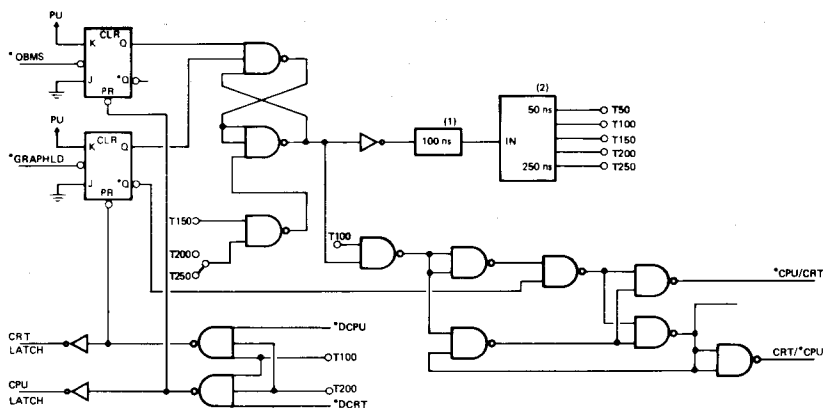 PU
CLR
K
Q
*OBMS
J
*Q
PR
PU
CLR
K
Q
*GRAPHLD
J
*Q
PR
T150
T200
T250
(1)
100 ns
(2)
50 ns
IN
250 ns
T50
T100
T150
T200
T250
T100
*CPU/CRT
CRT/*CPU
*DCPU
CRT
LATCH
T100
CPU
LATCH
T200
*DCRT